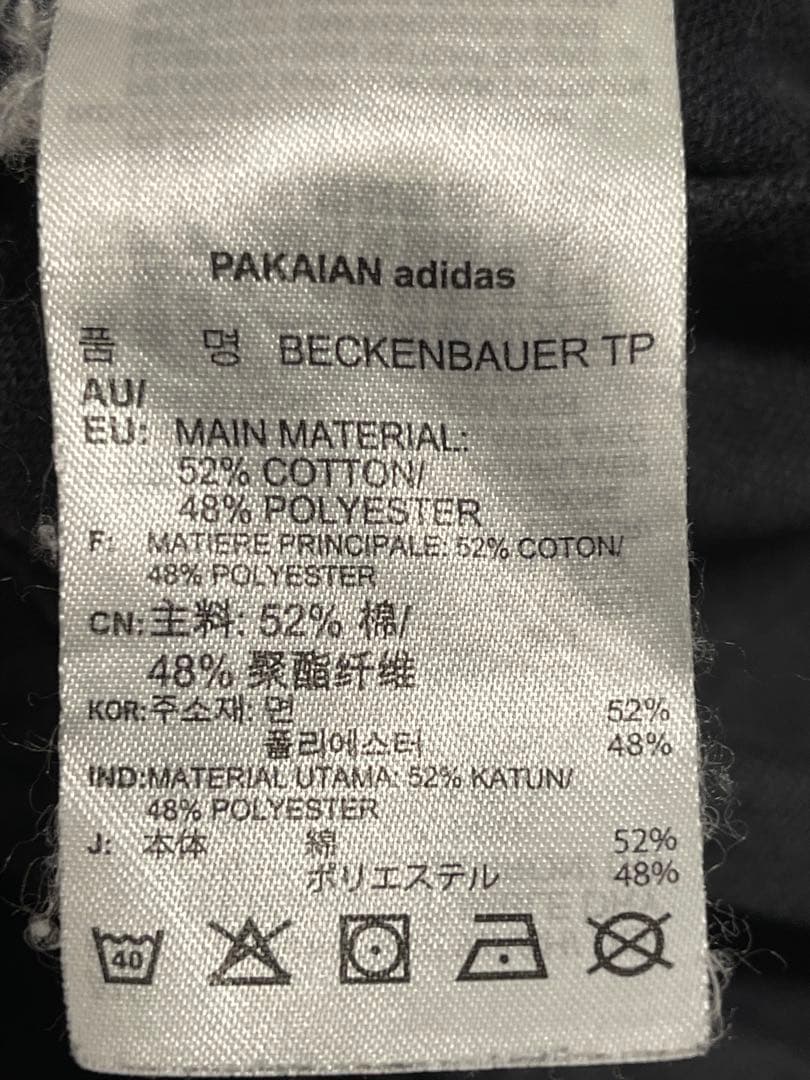 PAKAIAN adidas
품 명 BECKENBAUER TP
AU/
EU: MAIN MATERIAL:
52% COTTON/
48% POLYESTER
F: MATIERE PRINCIPALE: 52% COTON/
48% POLYESTER
CN:主料: 52% 棉/
48% 聚酯纤维
KOR:주소재: 면 52%
폴리에스터 48%
IND:MATERIAL UTAMA: 52% KATUN/
48% POLYESTER
J: 本体 綿 52%
ポリエステル 48%
40